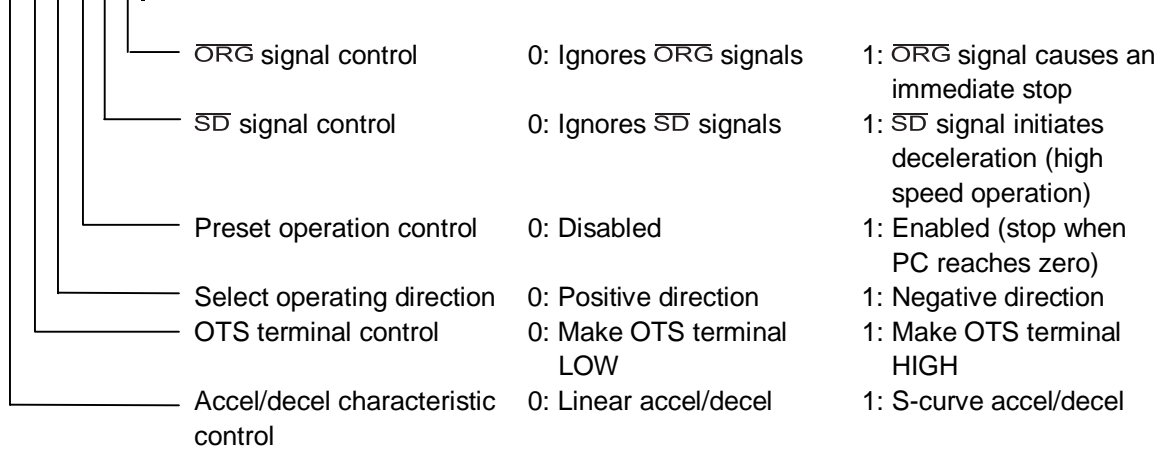 ORG signal control 0: Ignores ORG signals 1: ORG signal causes an
immediate stop
SD signal control 0: Ignores SD signals 1: SD signal initiates
deceleration (high
speed operation)
Preset operation control 0: Disabled 1: Enabled (stop when
PC reaches zero)
Select operating direction 0: Positive direction 1: Negative direction
OTS terminal control 0: Make OTS terminal 1: Make OTS terminal
LOW HIGH
Accel/decel characteristic 0: Linear accel/decel 1: S-curve accel/decel
control